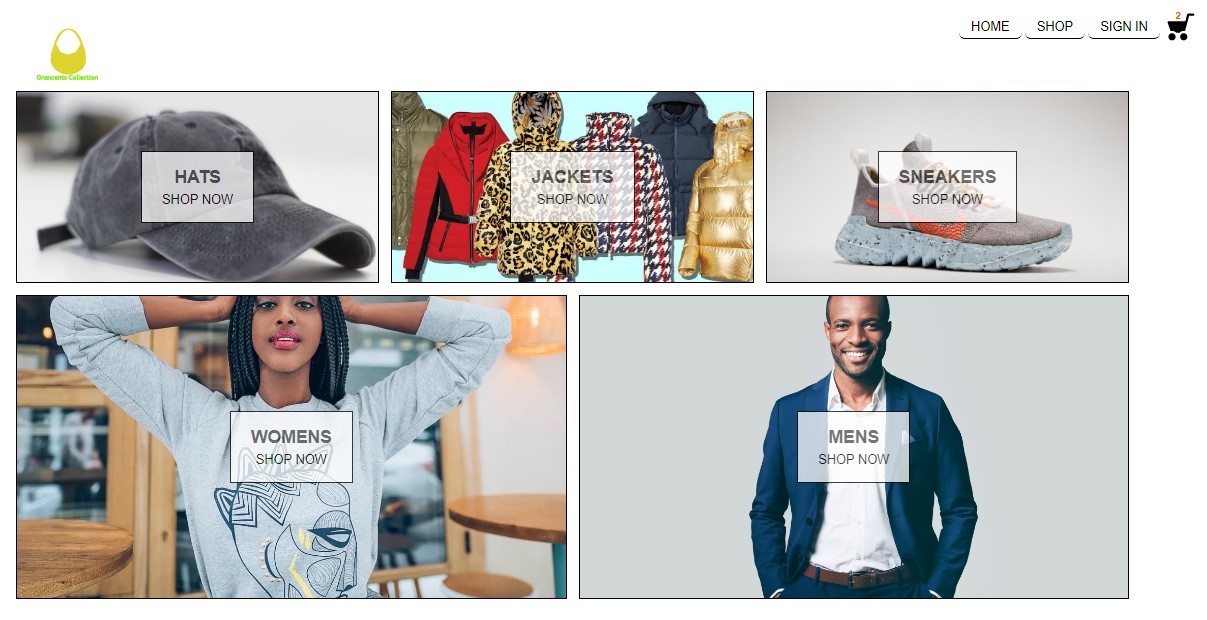 HOME SHOP SIGN IN 2
Grancents Collection
HATS
SHOP NOW
JACKETS
SHOP NOW
SNEAKERS
SHOP NOW
WOMENS
SHOP NOW
MENS
SHOP NOW